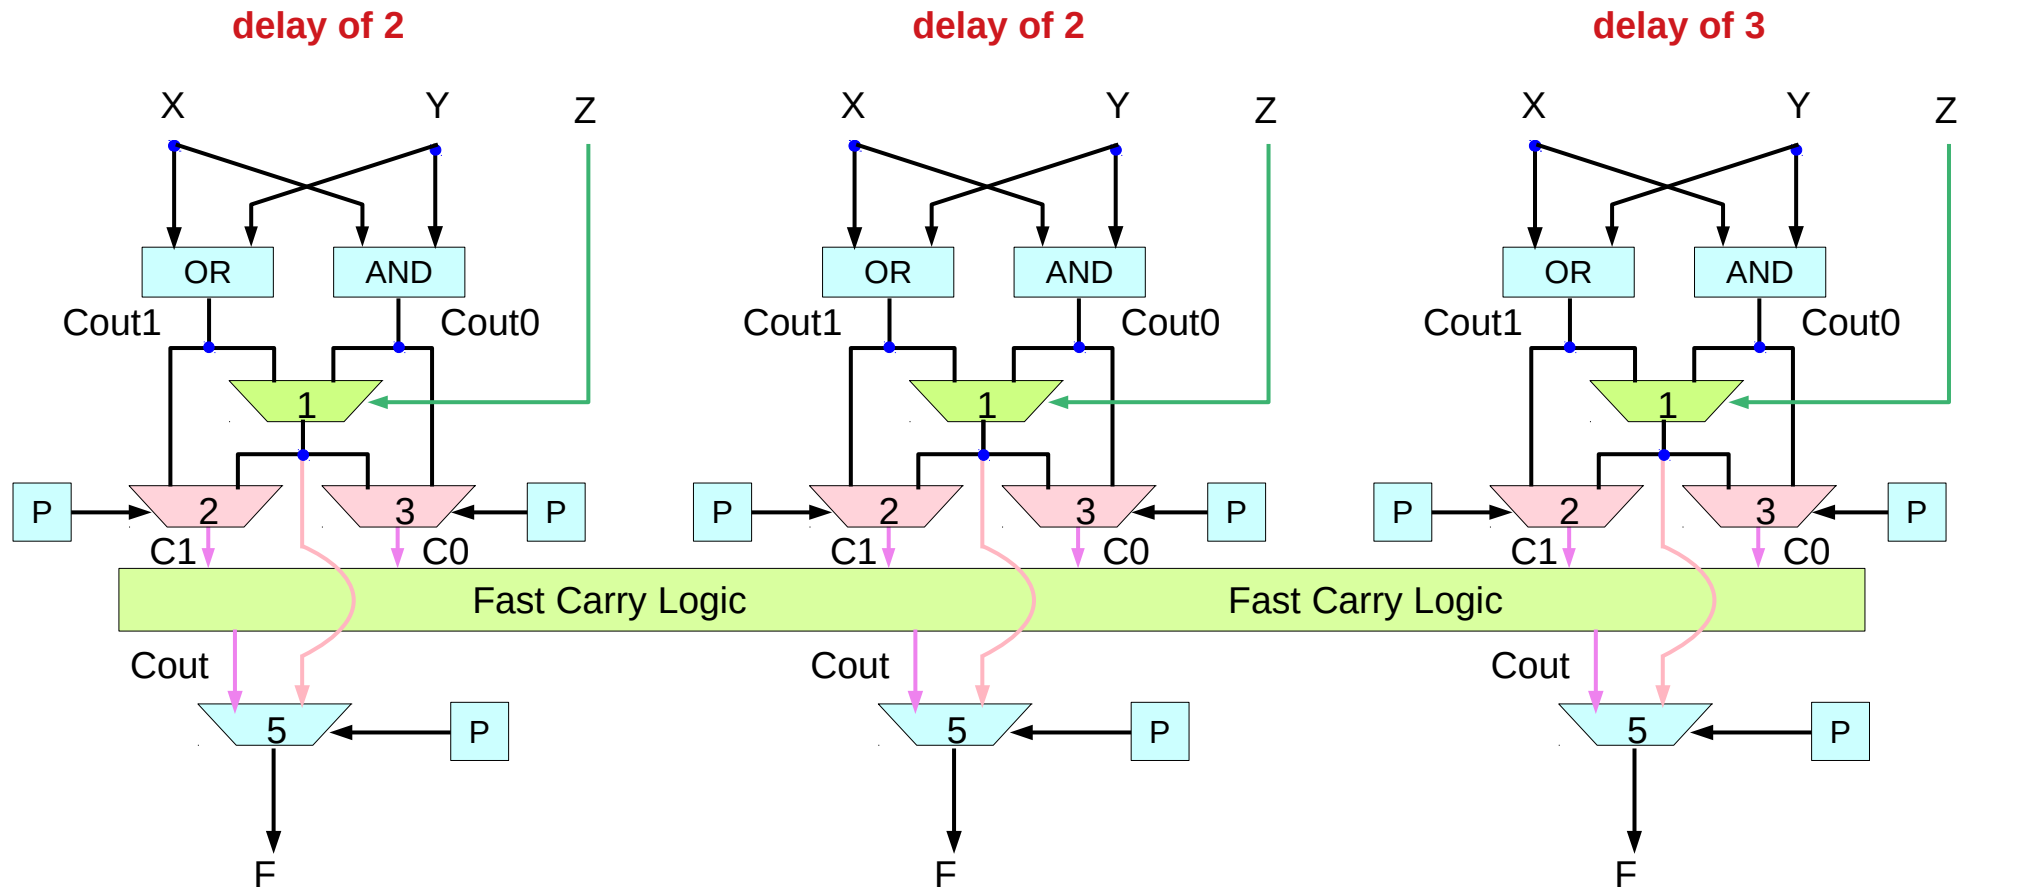 delay of 2 delay of 2 delay of 3
X Y Z X Y Z X Y Z
OR AND OR AND OR AND
Cout1 Cout0 Cout1 Cout0 Cout1 Cout0
1 1 1
P 2 3 P P 2 3 P P 2 3 P
C1 C0 C1 C0 C1 C0
Fast Carry Logic Fast Carry Logic
Cout Cout Cout
5 P 5 P 5 P
F F F